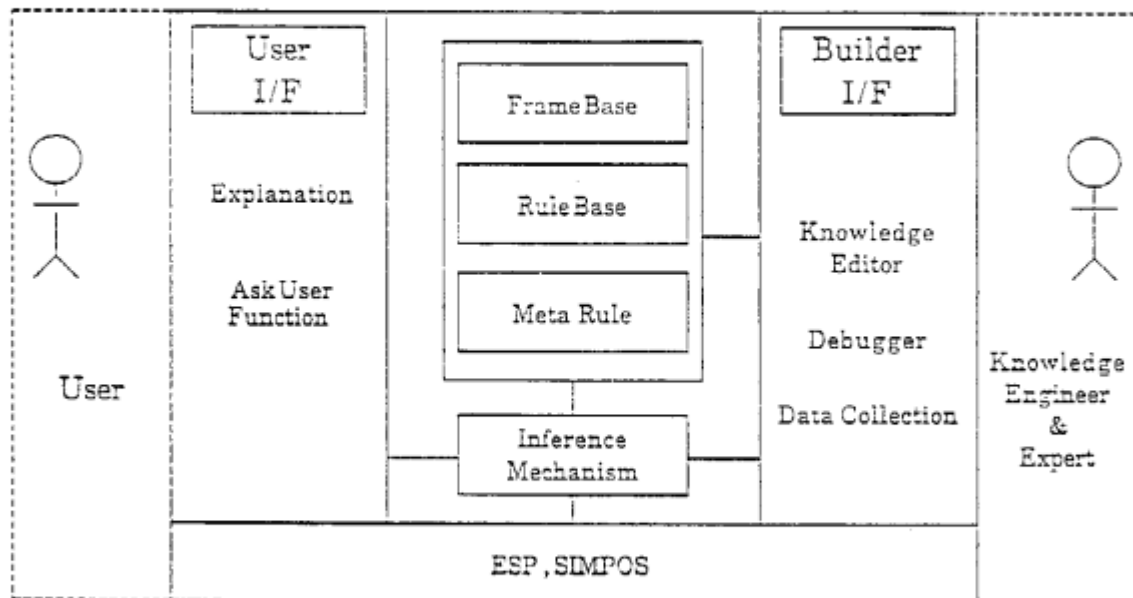 User
I/F
Explanation
Ask User
Function
User
Frame Base
Rule Base
Meta Rule
Inference
Mechanism
Builder
I/F
Knowledge
Editor
Debugger
Data Collection
Knowledge
Engineer
&
Expert
ESP , SIMPOS